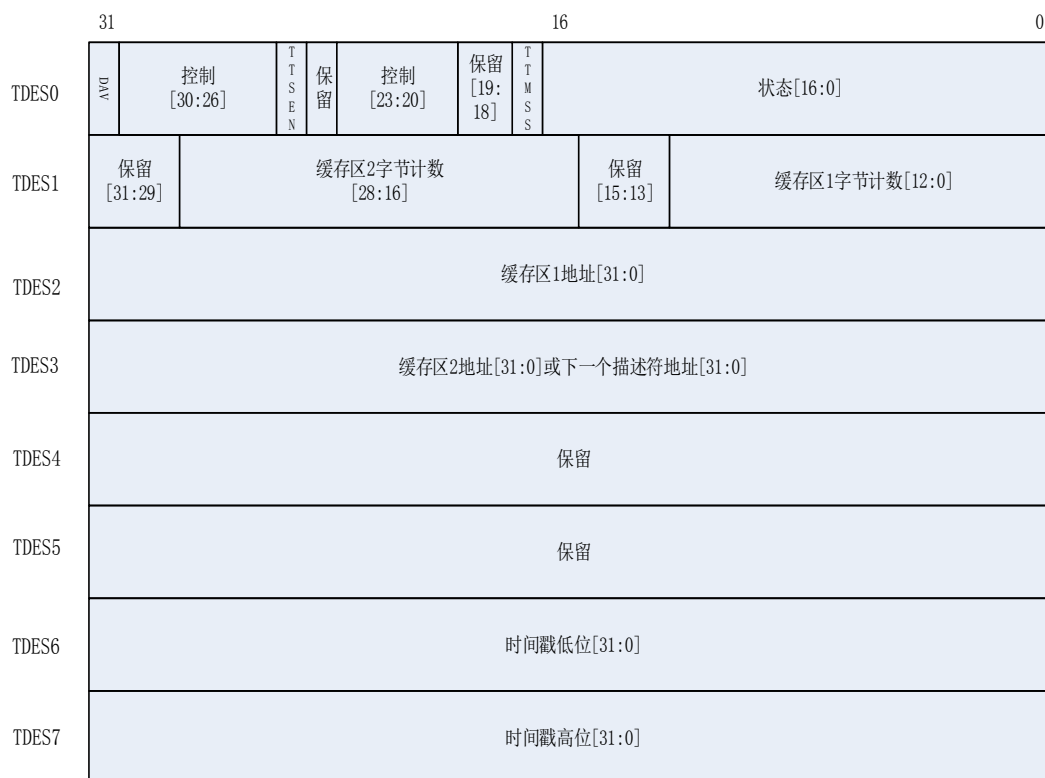 31 16 0
TDES0
DAV
控制
[30:26]
TTSEN
保留
控制
[23:20]
保留
[19:
18]
TTMSS
状态[16:0]
TDES1
保留
[31:29]
缓存区2字节计数
[28:16]
保留
[15:13]
缓存区1字节计数[12:0]
TDES2
缓存区1地址[31:0]
TDES3
缓存区2地址[31:0]或下一个描述符地址[31:0]
TDES4
保留
TDES5
保留
TDES6
时间戳低位[31:0]
TDES7
时间戳高位[31:0]